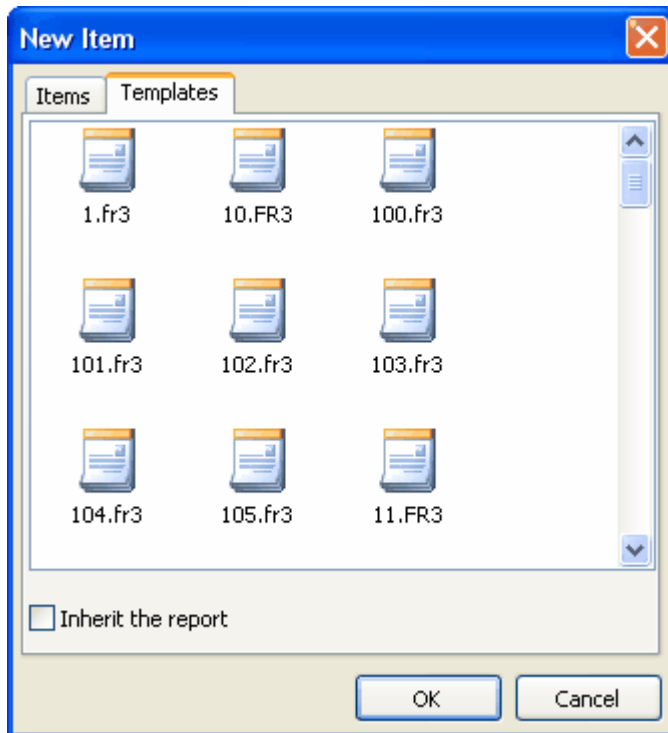 New Item
Items Templates
1.fr3 10.FR3 100.fr3
101.fr3 102.fr3 103.fr3
104.fr3 105.fr3 11.FR3
Inherit the report
OK Cancel